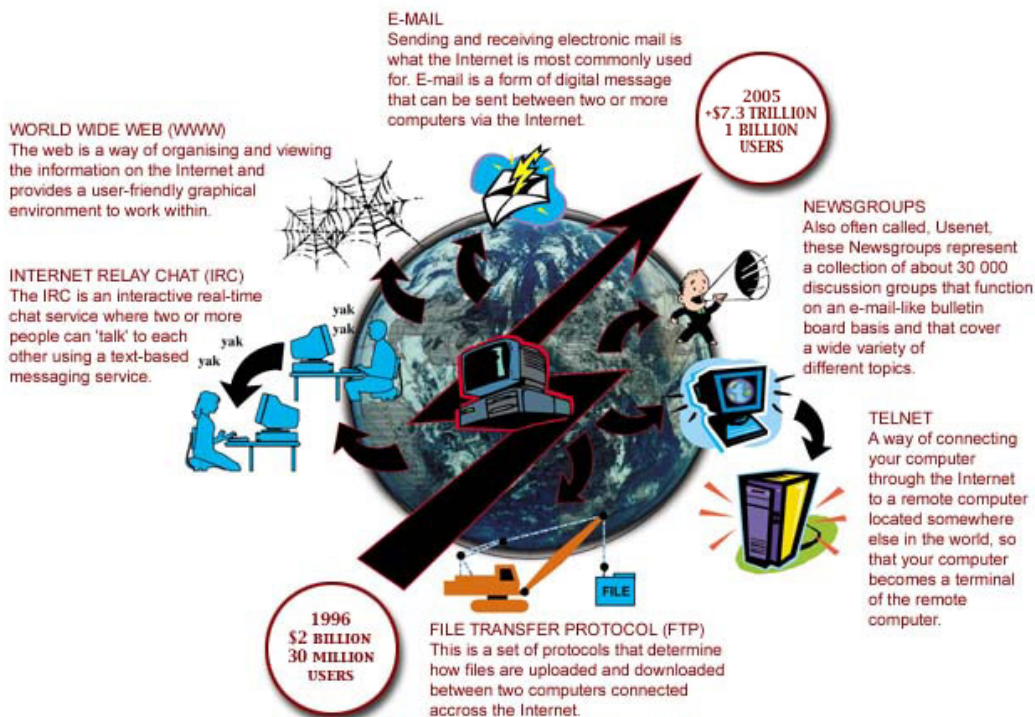 E-MAIL
Sending and receiving electronic mail is
what the Internet is most commonly used
for. E-mail is a form of digital message
that can be sent between two or more
computers via the Internet.
2005
+$7.3 TRILLION
1 BILLION
USERS
WORLD WIDE WEB (WWW)
The web is a way of organising and viewing
the information on the Internet and
provides a user-friendly graphical
environment to work within.
NEWSGROUPS
Also often called, Usenet,
these Newsgroups represent
a collection of about 30 000
discussion groups that function
on an e-mail-like bulletin
board basis and that cover
a wide variety of
different topics.
INTERNET RELAY CHAT (IRC)
The IRC is an interactive real-time
chat service where two or more
people can 'talk' to each
other using a text-based
messaging service.
yak
yak
yak
yak
TELNET
A way of connecting
your computer
through the Internet
to a remote computer
located somewhere
else in the world, so
that your computer
becomes a terminal
of the remote
computer.
FILE
1996
$2 BILLION
30 MILLION
USERS
FILE TRANSFER PROTOCOL (FTP)
This is a set of protocols that determine
how files are uploaded and downloaded
between two computers connected
accross the Internet.